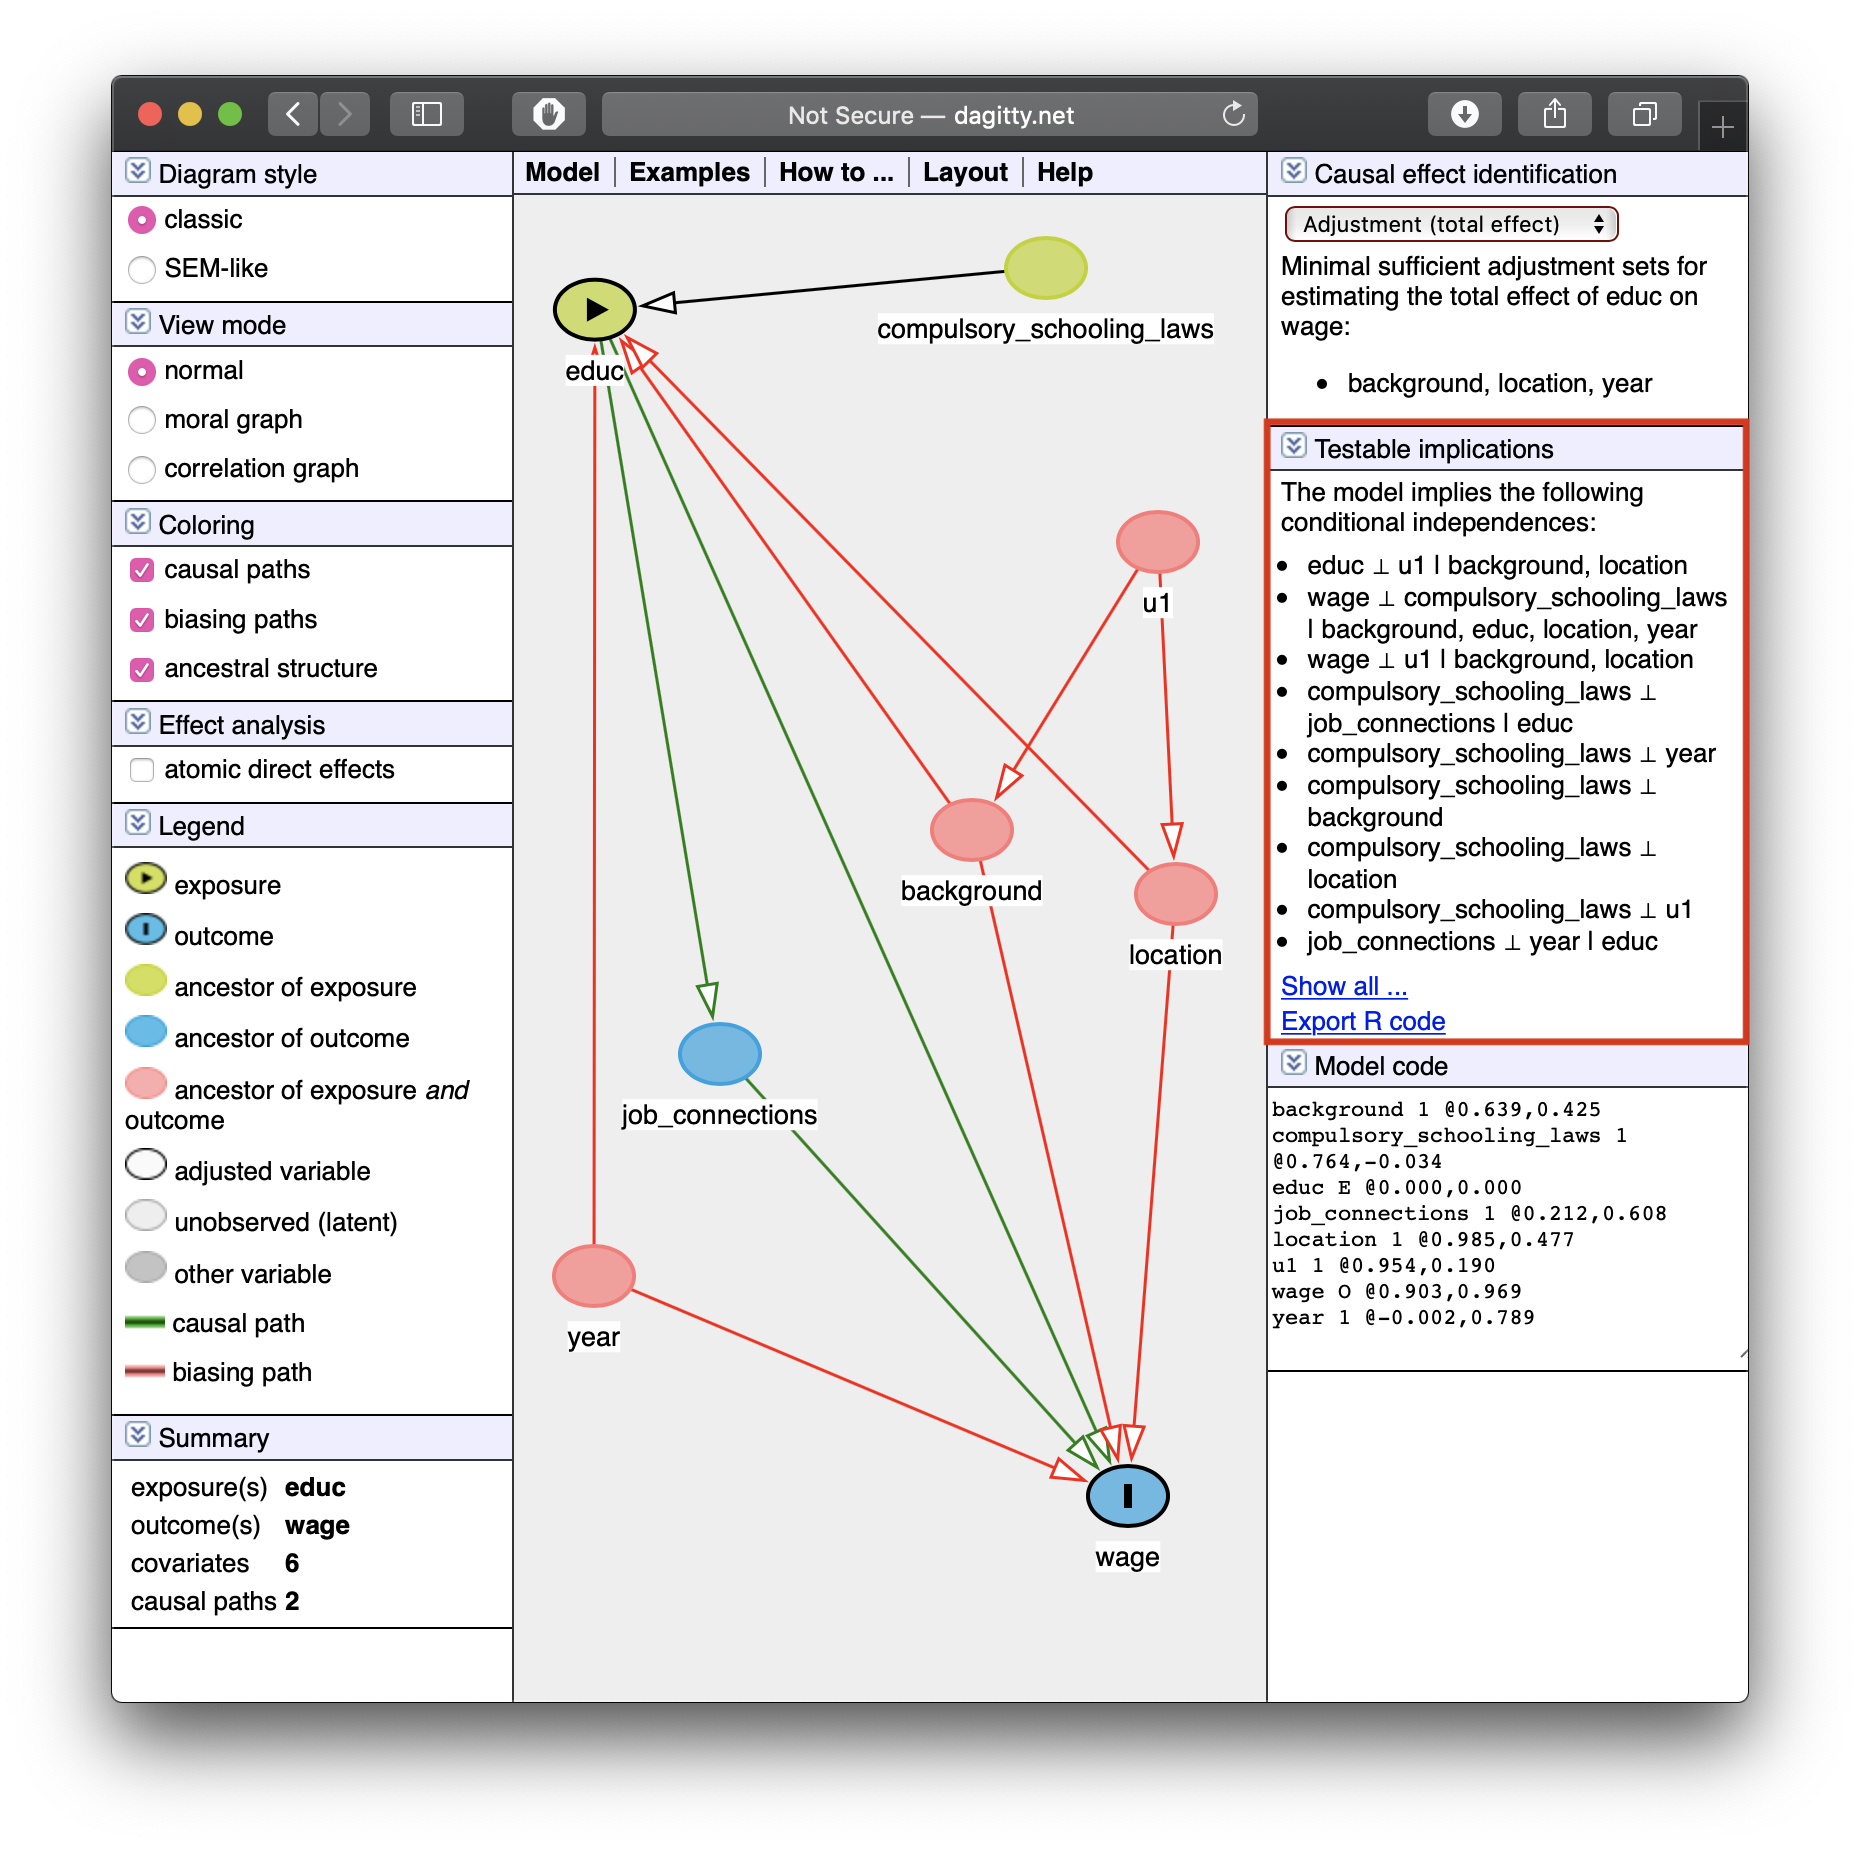 Not Secure — dagitty.net
Diagram style
classic
SEM-like
View mode
normal
moral graph
correlation graph
Coloring
causal paths
biasing paths
ancestral structure
Effect analysis
atomic direct effects
Legend
exposure
outcome
ancestor of exposure
ancestor of outcome
ancestor of exposure and
outcome
adjusted variable
unobserved (latent)
other variable
causal path
biasing path
Summary
exposure(s) educ
outcome(s) wage
covariates 6
causal paths 2
Model | Examples | How to ... | Layout | Help
compulsory_schooling_laws
educ
u1
background
location
job_connections
year
wage
Causal effect identification
Adjustment (total effect)
Minimal sufficient adjustment sets for
estimating the total effect of educ on
wage:
• background, location, year
Testable implications
The model implies the following
conditional independences:
• educ ⊥ u1 | background, location
• wage ⊥ compulsory_schooling_laws
| background, educ, location, year
• wage ⊥ u1 | background, location
• compulsory_schooling_laws ⊥
job_connections | educ
• compulsory_schooling_laws ⊥ year
• compulsory_schooling_laws ⊥
background
• compulsory_schooling_laws ⊥
location
• compulsory_schooling_laws ⊥ u1
• job_connections ⊥ year | educ
Show all ...
Export R code
Model code
background 1 @0.639,0.425
compulsory_schooling_laws 1
@0.764,-0.034
educ E @0.000,0.000
job_connections 1 @0.212,0.608
location 1 @0.985,0.477
u1 1 @0.954,0.190
wage O @0.903,0.969
year 1 @-0.002,0.789